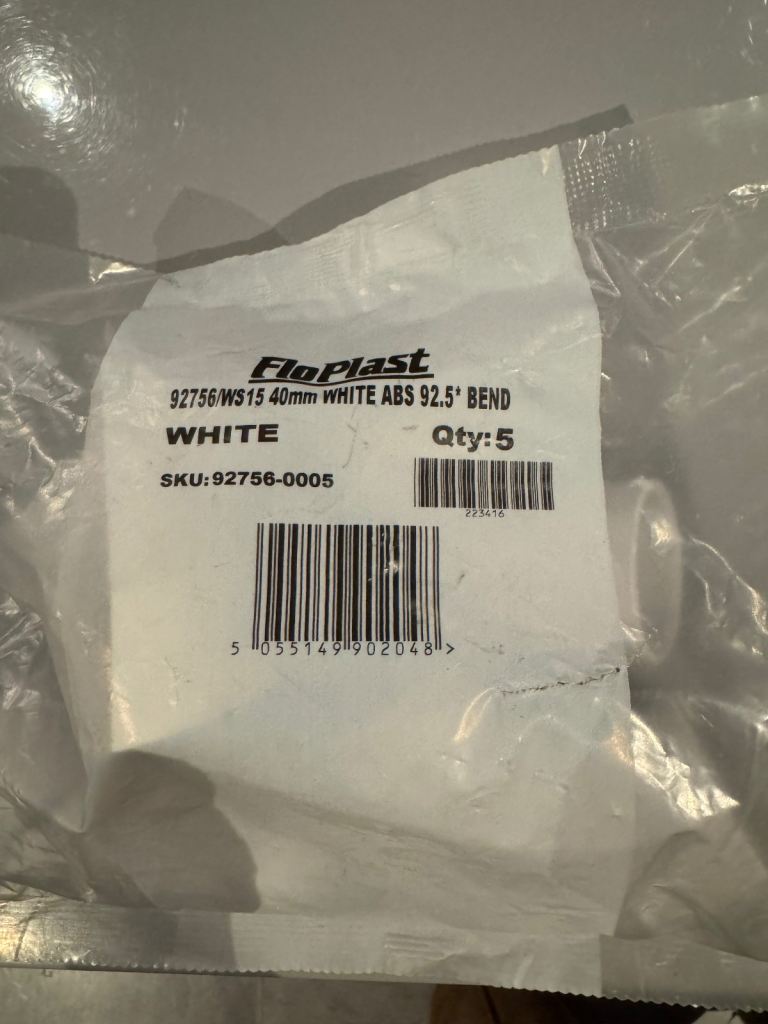 FloPlast
92756/WS15 40mm WHITE ABS 92.5* BEND
WHITE Qty:5
SKU:92756-0005
223416
5 055149 902048 >